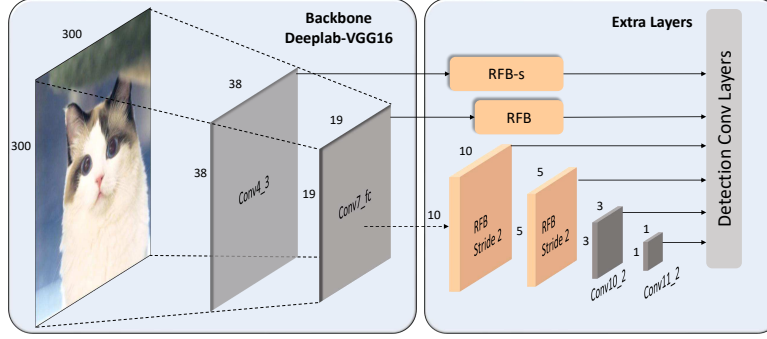 Backbone
Deeplab-VGG16
300
300
38
38
Conv4_3
19
19
Conv7_fc
Extra Layers
RFB-s
RFB
10
10
RFB
Stride 2
5
5
RFB
Stride 2
3
3
Conv10_2
1
1
Conv11_2
Detection Conv Layers